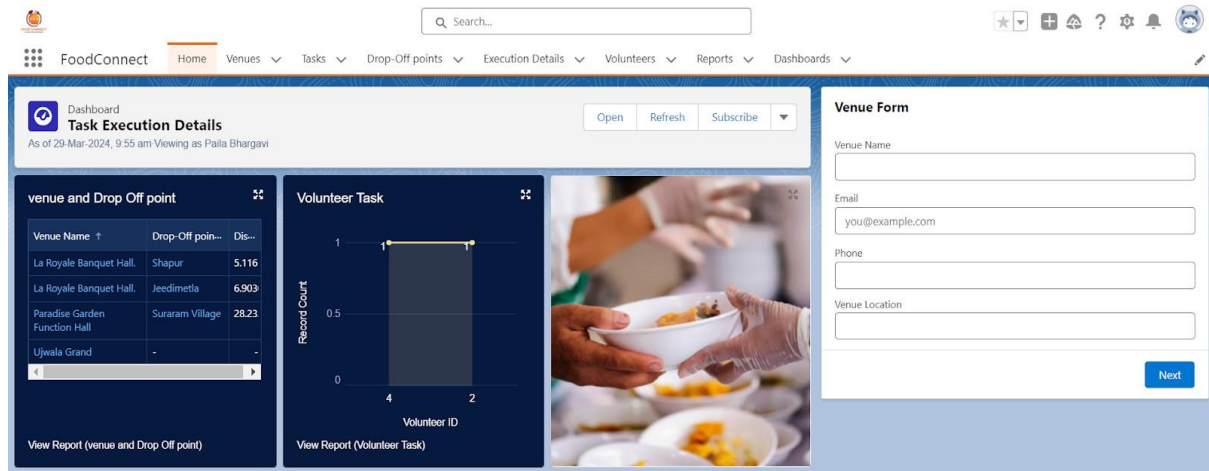 Search...
FoodConnect Home Venues Tasks Drop-Off points Execution Details Volunteers Reports Dashboards
Dashboard
Task Execution Details
As of 29-Mar-2024, 9:55 am·Viewing as Paila Bhargavi
Open Refresh Subscribe
venue and Drop Off point
Venue Name ↑ Drop-Off poin... Dis...
La Royale Banquet Hall. Shapur 5.116
La Royale Banquet Hall. Jeedimetla 6.903
Paradise Garden Function Hall Suraram Village 28.23
Ujwala Grand - -
View Report (venue and Drop Off point)
Volunteer Task
Record Count
1
0.5
0
1 1
4 2
Volunteer ID
View Report (Volunteer Task)
Venue Form
Venue Name
Email
you@example.com
Phone
Venue Location
Next